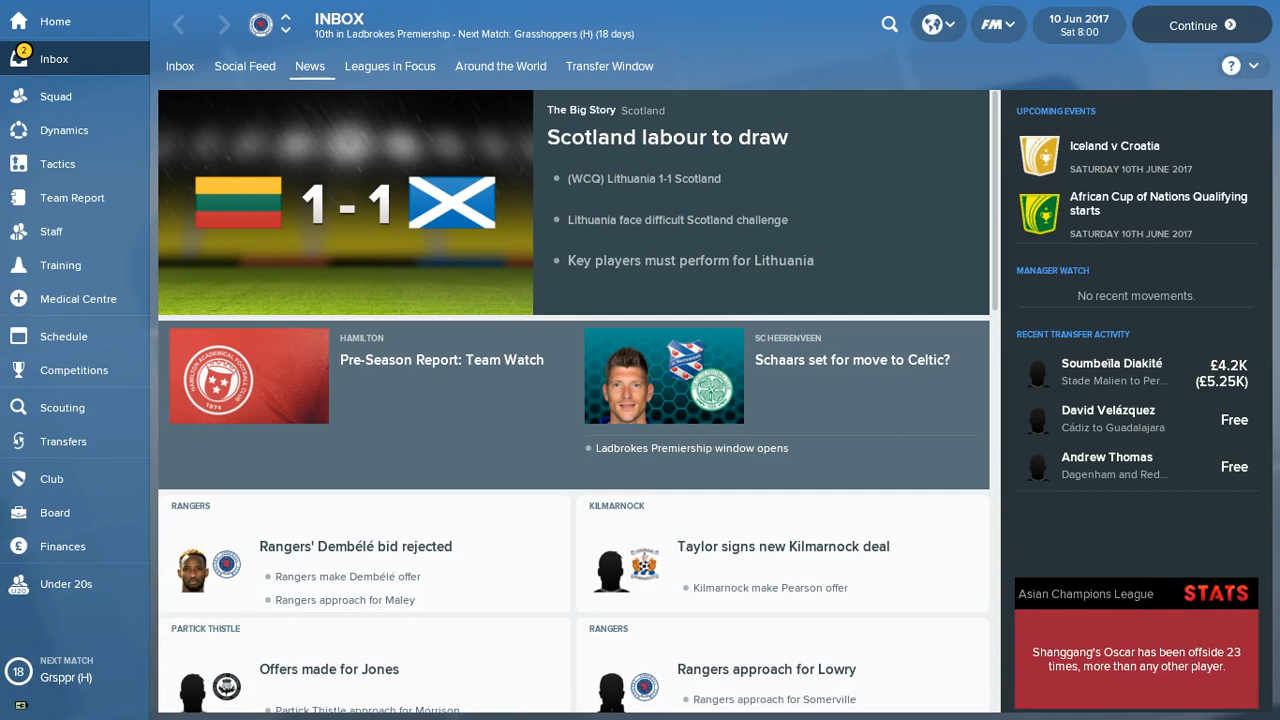 Home
2
Inbox
Squad
Dynamics
Tactics
Team Report
Staff
Training
Medical Centre
Schedule
Competitions
Scouting
Transfers
Club
Board
Finances
Under 20s
18
NEXT MATCH
Grsppr (H)
INBOX
10th in Ladbrokes Premiership - Next Match: Grasshoppers (H) (18 days)
FM
10 Jun 2017
Sat 8:00
Continue
Inbox
Social Feed
News
Leagues in Focus
Around the World
Transfer Window
?
1 - 1
The Big Story Scotland
Scotland labour to draw
(WCQ) Lithuania 1-1 Scotland
Lithuania face difficult Scotland challenge
Key players must perform for Lithuania
HAMILTON ACADEMICAL FOOTBALL CLUB
1874
HAMILTON
Pre-Season Report: Team Watch
SC HEERENVEEN
Schaars set for move to Celtic?
Ladbrokes Premiership window opens
RANGERS
Rangers' Dembélé bid rejected
Rangers make Dembélé offer
Rangers approach for Maley
KILMARNOCK
Taylor signs new Kilmarnock deal
Kilmarnock make Pearson offer
PARTICK THISTLE
Offers made for Jones
Partick Thistle approach for Morrison
RANGERS
Rangers approach for Lowry
Rangers approach for Somerville
UPCOMING EVENTS
Iceland v Croatia
SATURDAY 10TH JUNE 2017
African Cup of Nations Qualifying
starts
SATURDAY 10TH JUNE 2017
MANAGER WATCH
No recent movements.
RECENT TRANSFER ACTIVITY
Soumbeïla Diakité
Stade Malien to Per...
£4.2K
(£5.25K)
David Velázquez
Cádiz to Guadalajara
Free
Andrew Thomas
Dagenham and Red...
Free
Asian Champions League
STATS
Shanggang's Oscar has been offside 23
times, more than any other player.